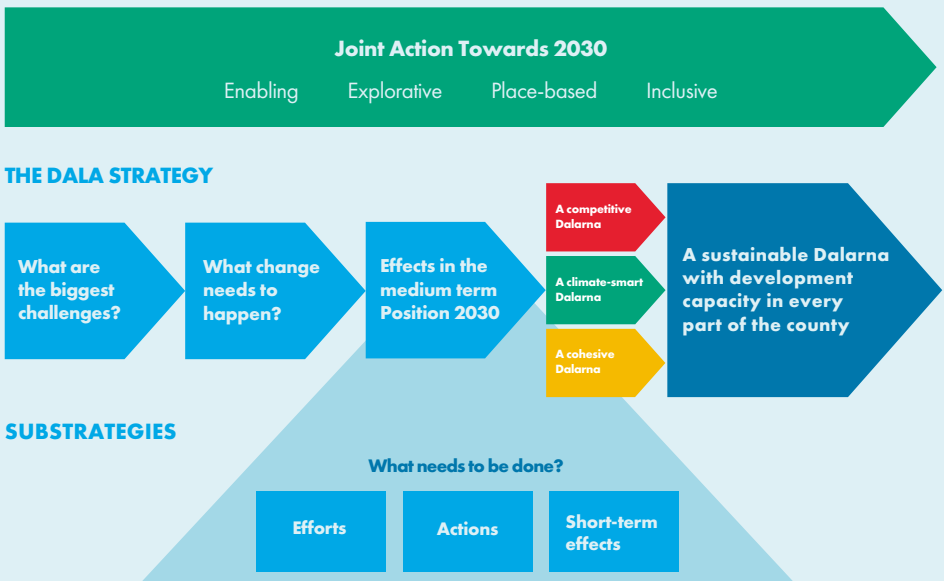 Joint Action Towards 2030
Enabling Explorative Place-based Inclusive
THE DALA STRATEGY
What are
the biggest
challenges?
What change
needs to
happen?
Effects in the
medium term
Position 2030
A competitive
Dalarna
A climate-smart
Dalarna
A cohesive
Dalarna
A sustainable Dalarna
with development
capacity in every
part of the county
SUBSTRATEGIES
What needs to be done?
Efforts
Actions
Short-term
effects